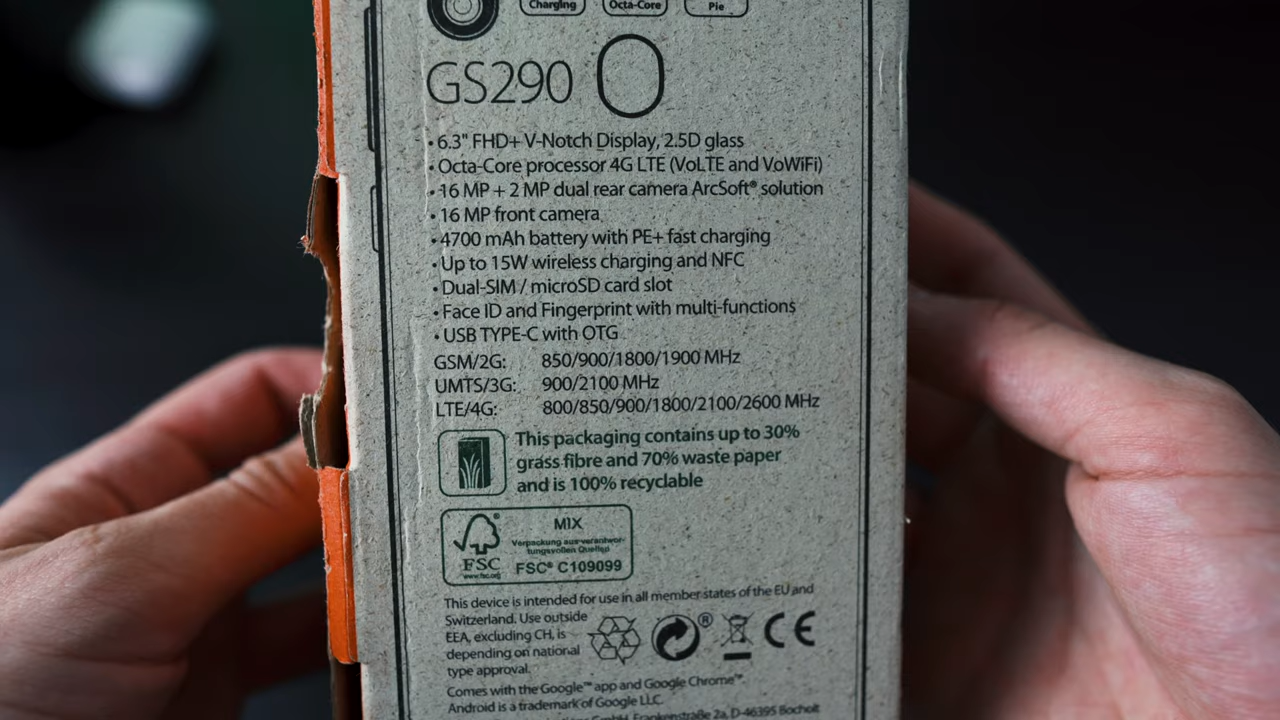 Charging Octa-Core Pie
GS290
• 6.3" FHD+ V-Notch Display, 2.5D glass
• Octa-Core processor 4G LTE (VoLTE and VoWiFi)
• 16 MP + 2 MP dual rear camera ArcSoft® solution
• 16 MP front camera
• 4700 mAh battery with PE+ fast charging
• Up to 15W wireless charging and NFC
• Dual-SIM / microSD card slot
• Face ID and Fingerprint with multi-functions
• USB TYPE-C with OTG
GSM/2G: 850/900/1800/1900 MHz
UMTS/3G: 900/2100 MHz
LTE/4G: 800/850/900/1800/2100/2600 MHz
This packaging contains up to 30%
grass fibre and 70% waste paper
and is 100% recyclable
MIX
Verpackung aus verantwor-
tungsvollen Quellen
FSC® C109099
FSC
www.fsc.org
This device is intended for use in all member states of the EU and
Switzerland. Use outside
EEA, excluding CH, is
depending on national
type approval.
® CE
Comes with the Google™ app and Google Chrome™.
Android is a trademark of Google LLC.
GmbH, Frankenstraße 2a, D-46395 Bocholt